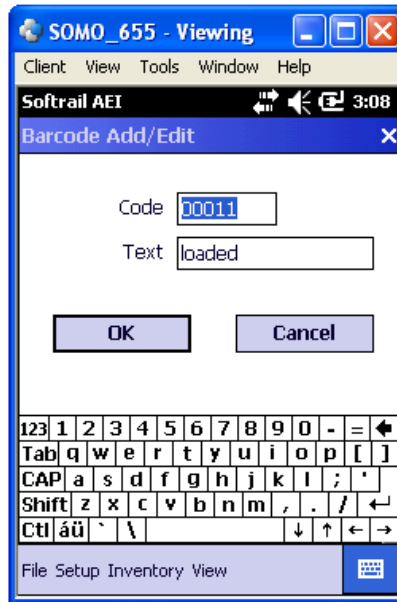 SOMO_655 - Viewing
Client View Tools Window Help
Softrail AEI 3:08
Barcode Add/Edit
Code 00011
Text loaded
OK Cancel
123 1 2 3 4 5 6 7 8 9 0 - =
Tab q w e r t y u i o p [ ]
CAP a s d f g h j k l ; '
Shift z x c v b n m , . /
Ctl áü ` \
File Setup Inventory View